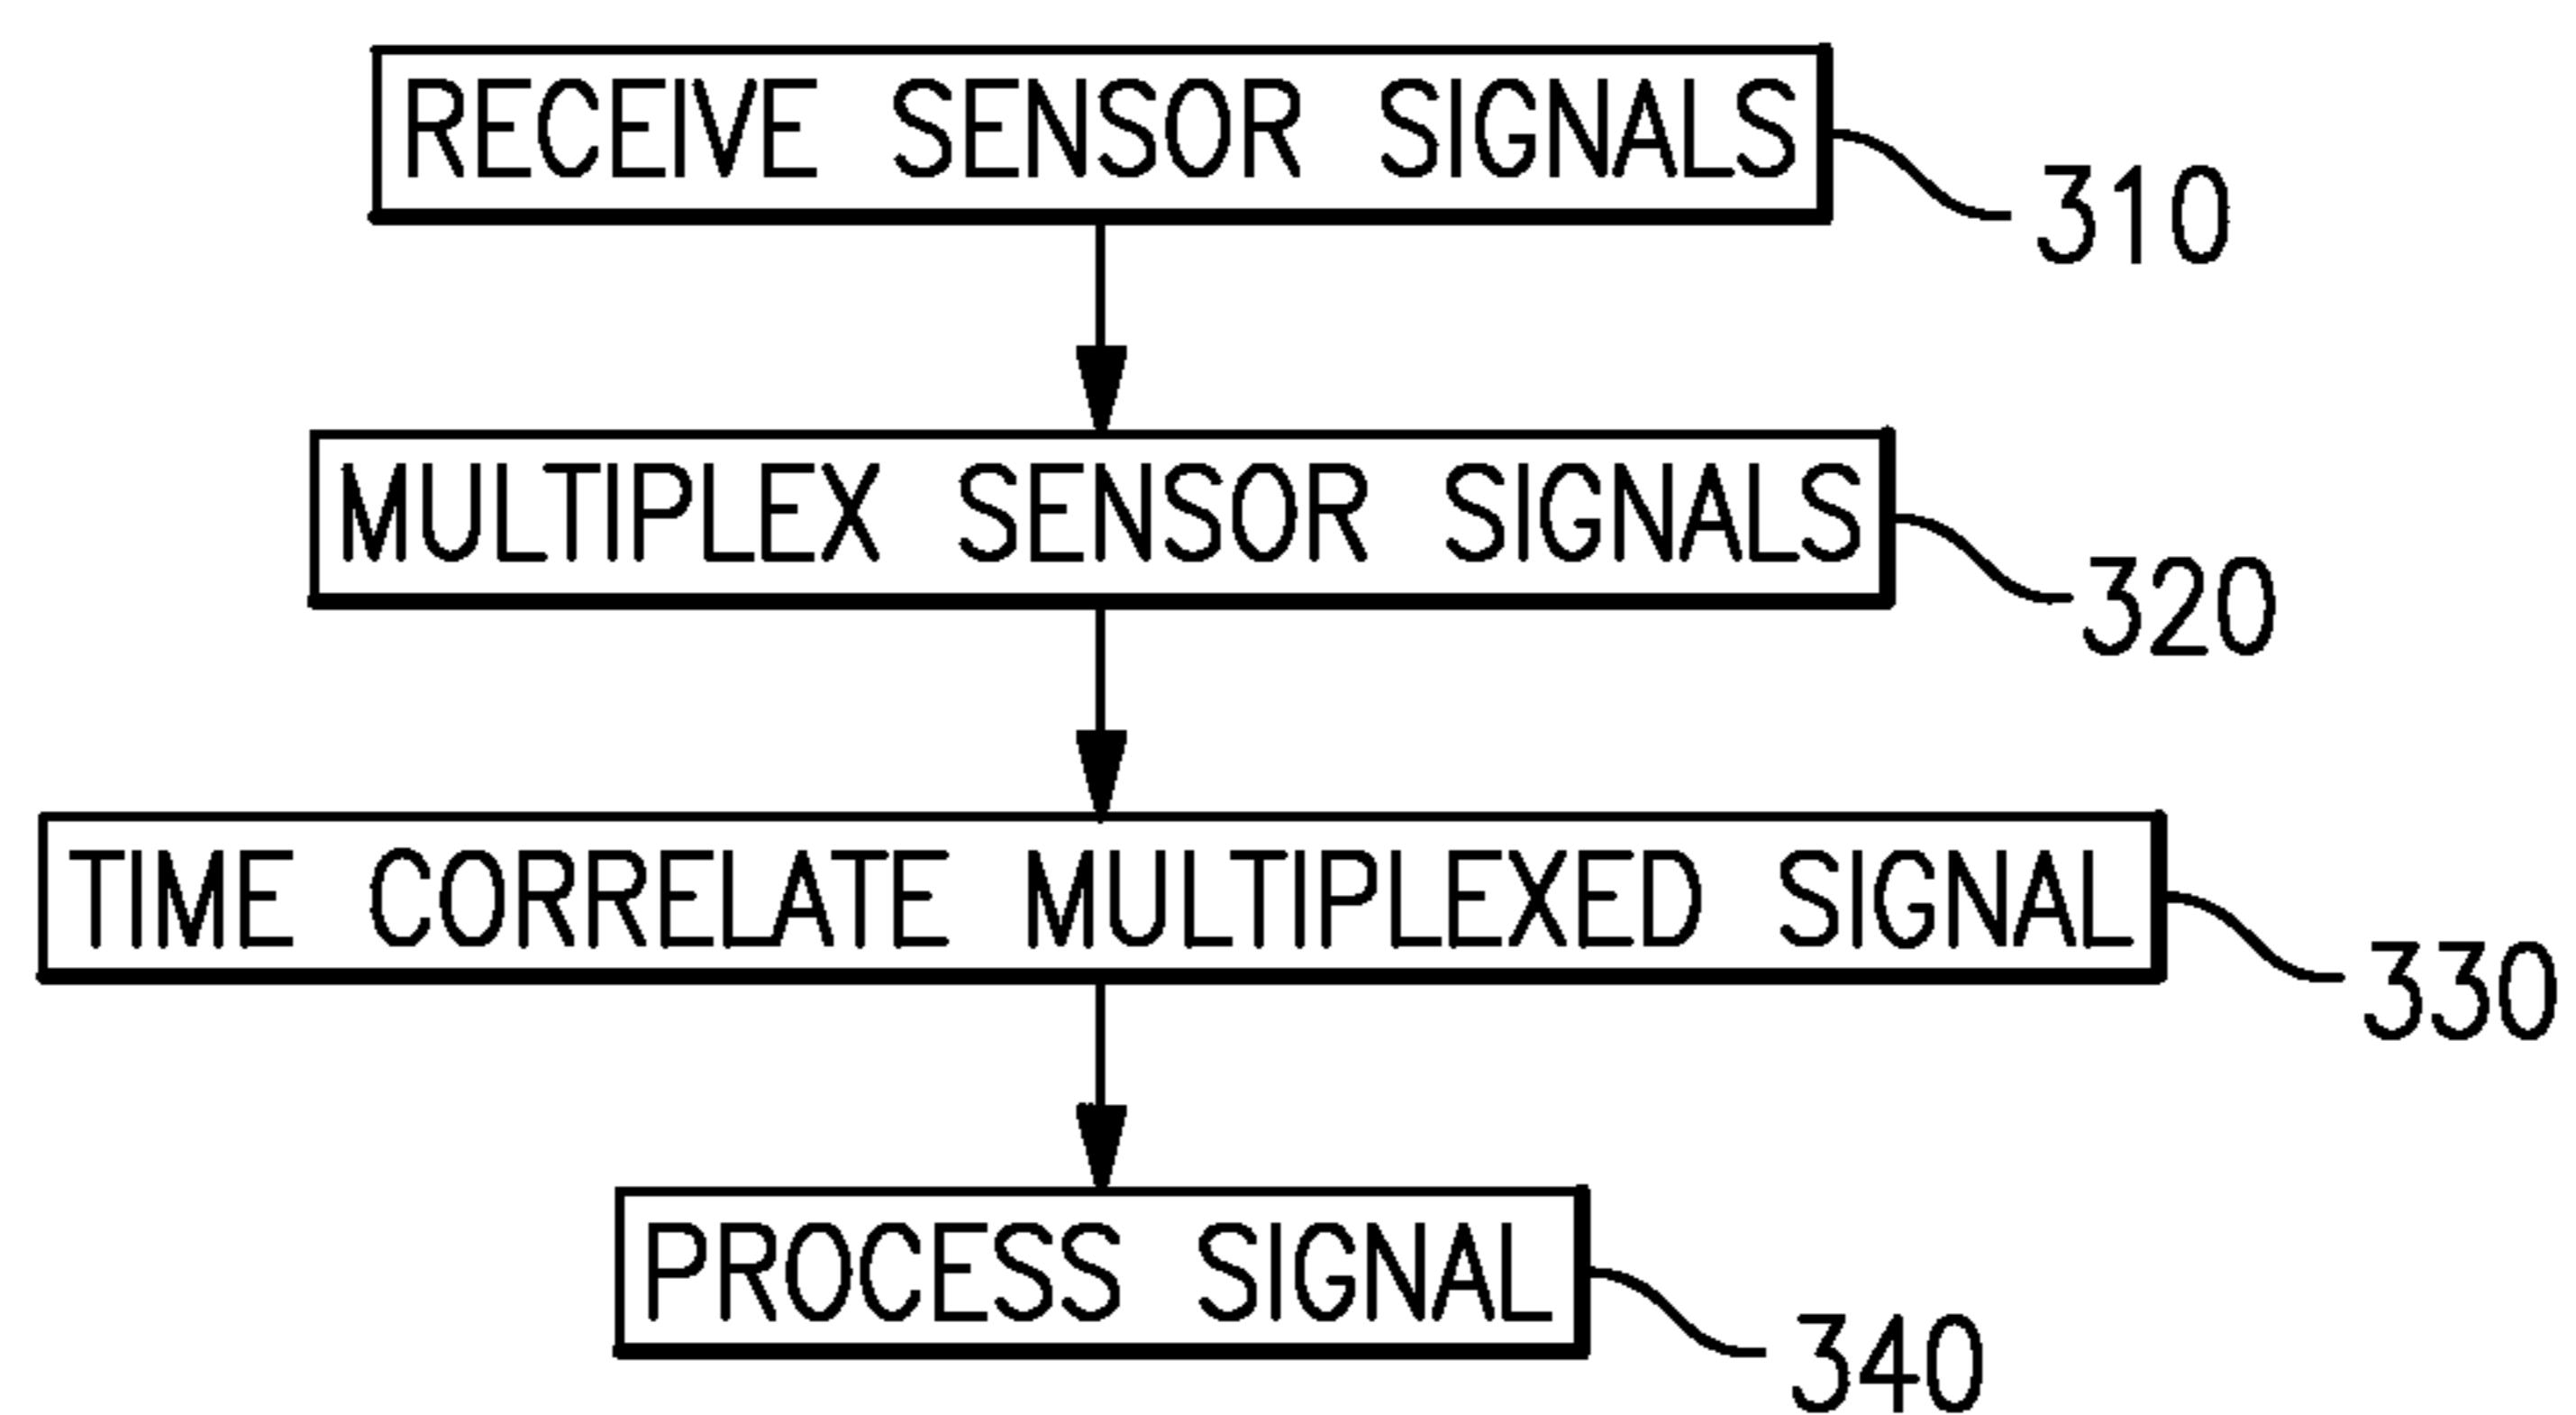 RECEIVE SENSOR SIGNALS
310
MULTIPLEX SENSOR SIGNALS
320
TIME CORRELATE MULTIPLEXED SIGNAL
330
PROCESS SIGNAL
340